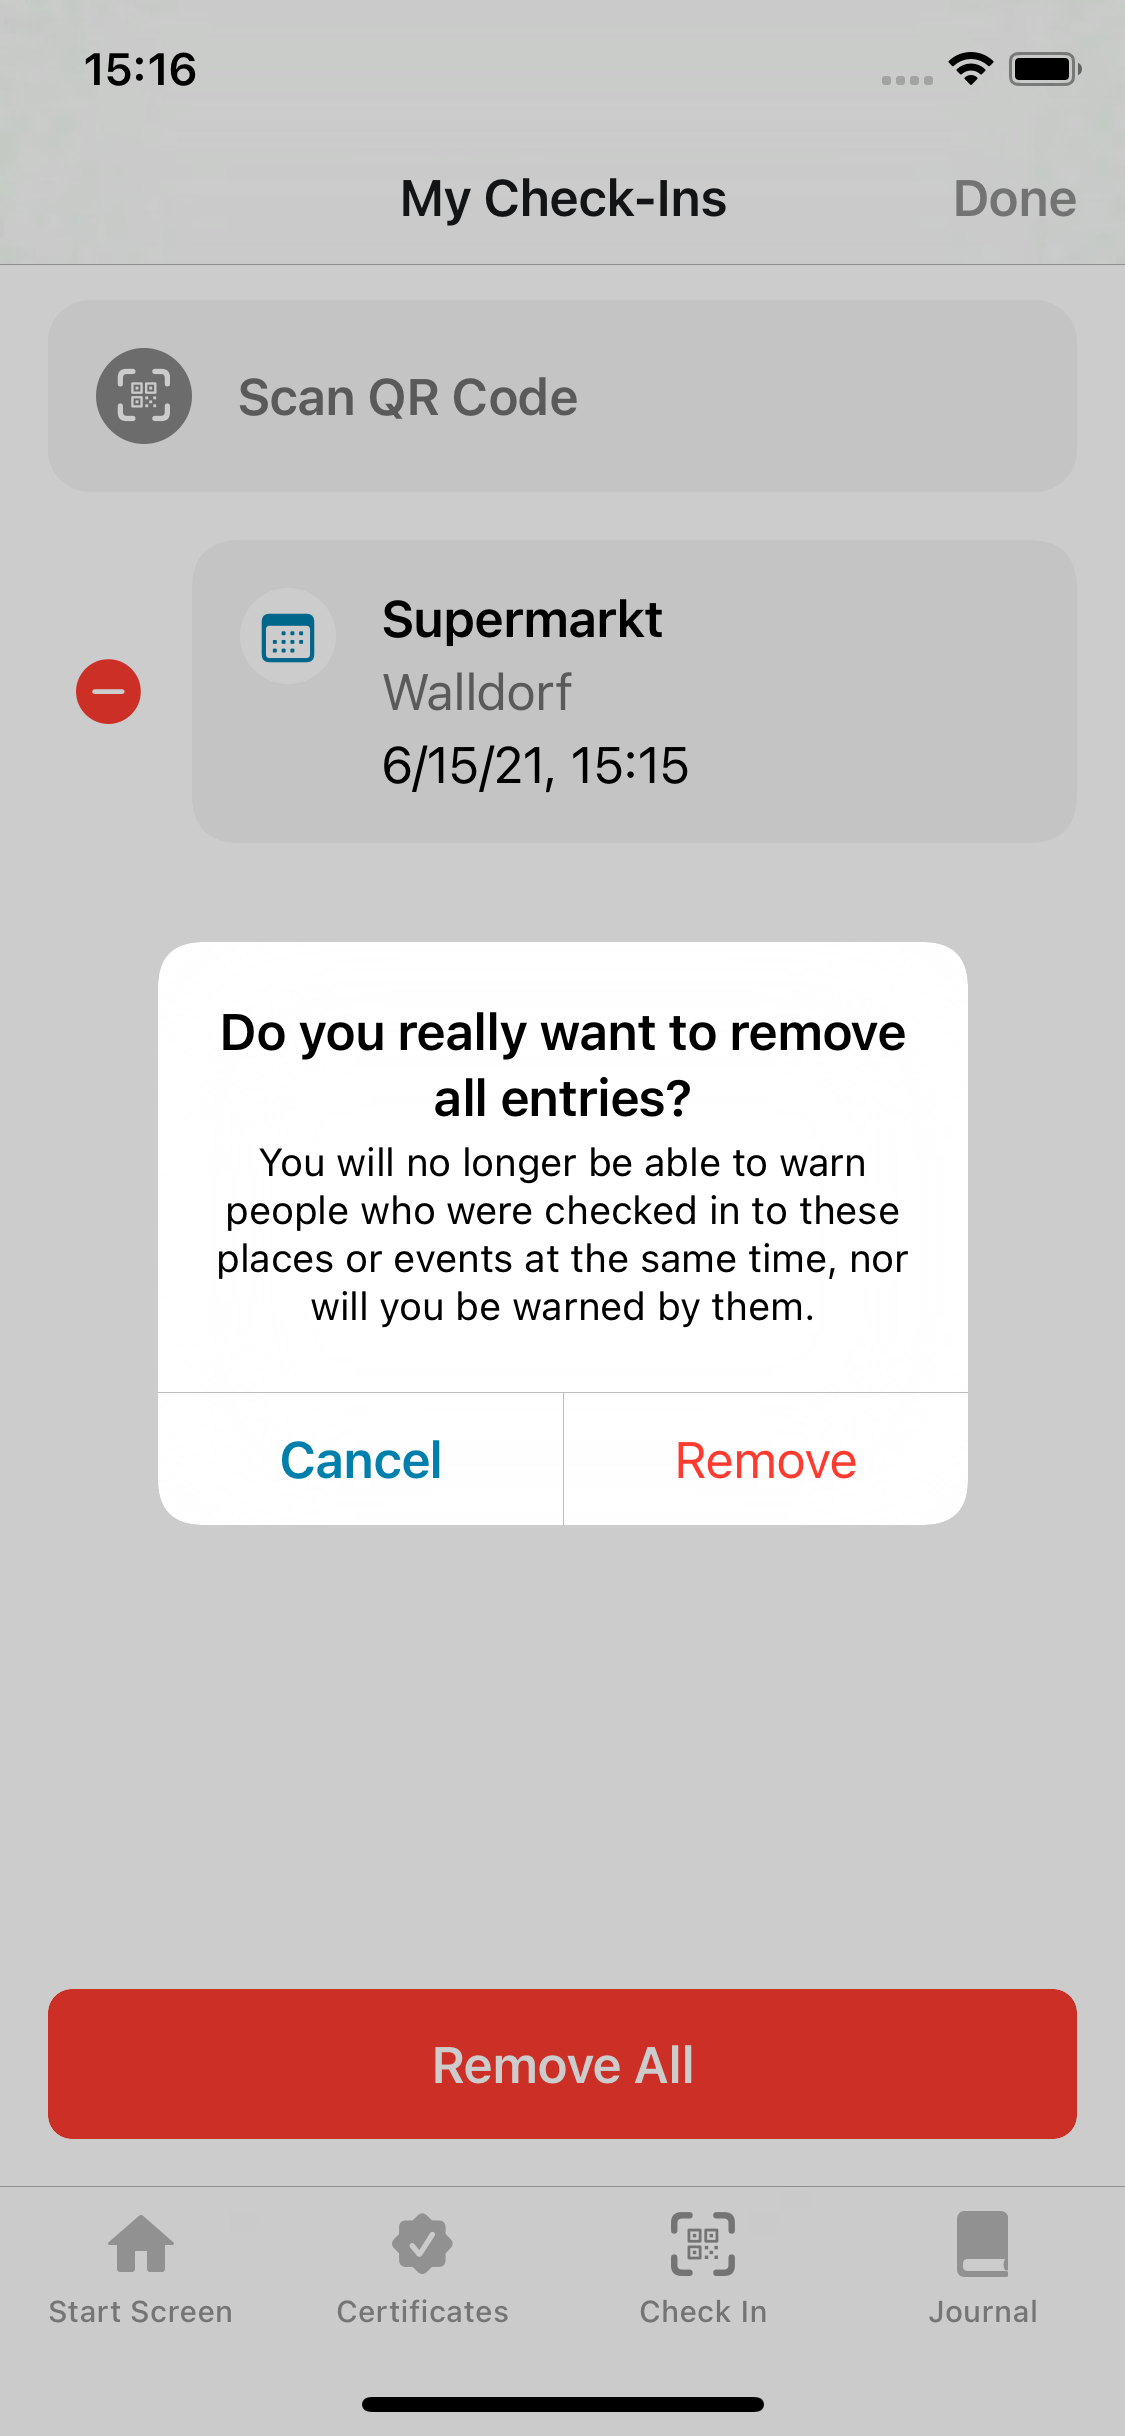 15:16
My Check-Ins
Done
Scan QR Code
Supermarkt
Walldorf
6/15/21, 15:15
Do you really want to remove
all entries?
You will no longer be able to warn
people who were checked in to these
places or events at the same time, nor
will you be warned by them.
Cancel
Remove
Remove All
Start Screen
Certificates
Check In
Journal